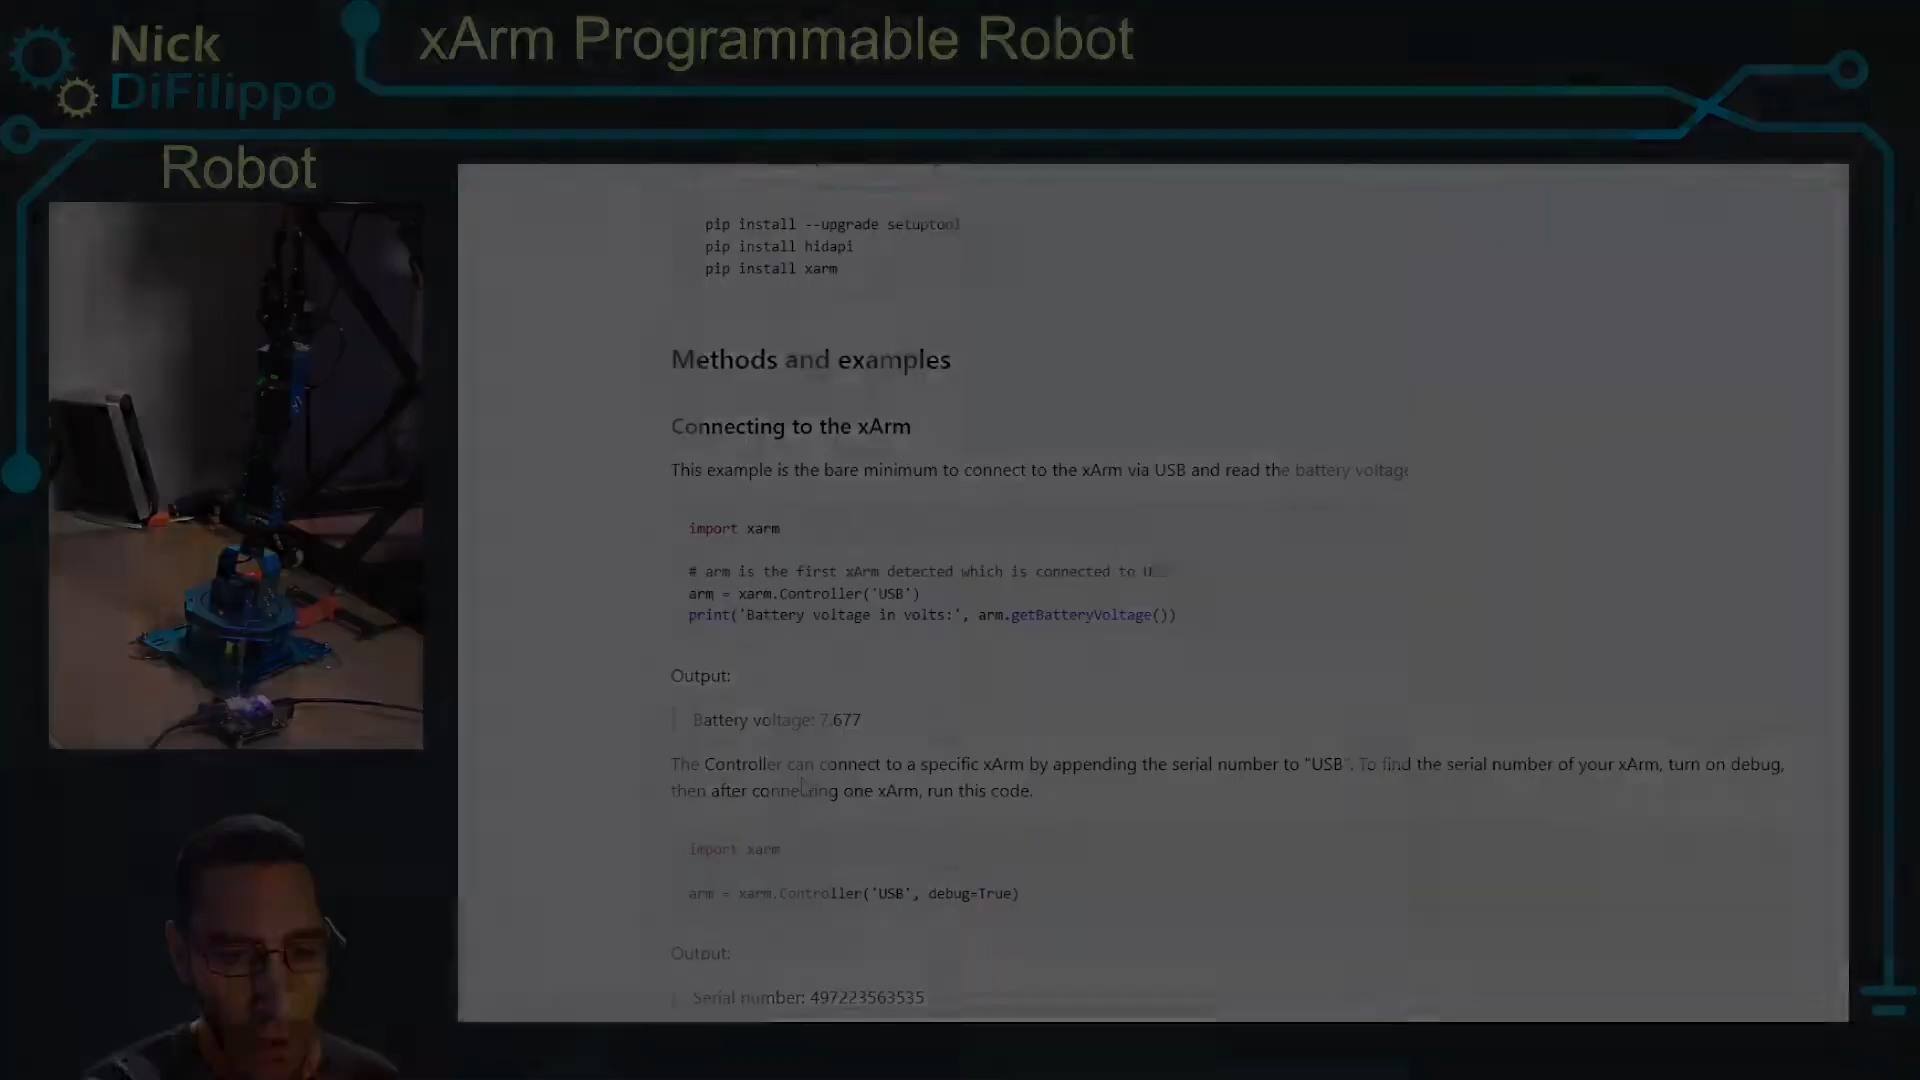 Nick
DiFilippo
xArm Programmable Robot
Robot
pip install --upgrade setuptool
pip install hidapi
pip install xarm
Methods and examples
Connecting to the xArm
This example is the bare minimum to connect to the xArm via USB and read the battery voltage
import xarm
# arm is the first xArm detected which is connected to
arm = xarm.Controller('USB')
print('Battery voltage in volts:', arm.getBatteryVoltage())
Output:
Battery voltage: 7.677
The Controller can connect to a specific xArm by appending the serial number to "USB". To find the serial number of your xArm, turn on debug,
then after connecting one xArm, run this code.
import xarm
arm = xarm.Controller('USB', debug=True)
Output:
Serial number: 497223563535